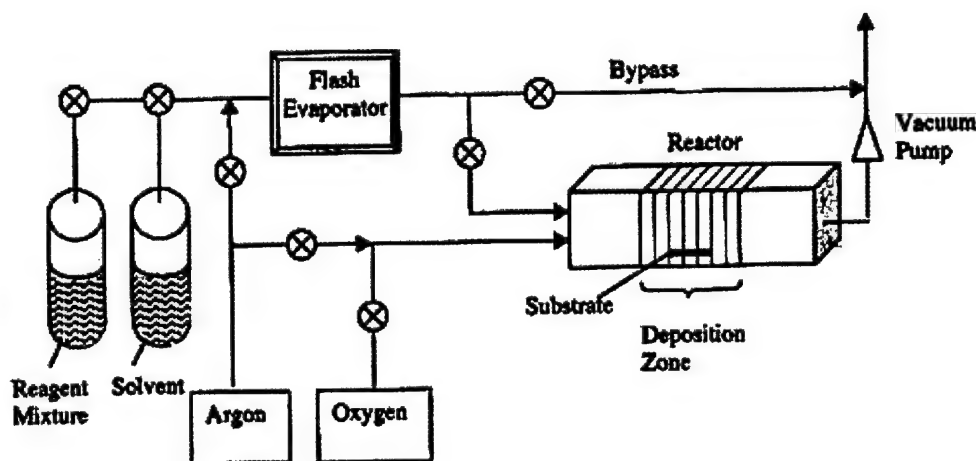 Flash
Evaporator
Bypass
Vacuum
Pump
Reactor
Substrate
Deposition
Zone
Reagent
Mixture
Solvent
Argon
Oxygen